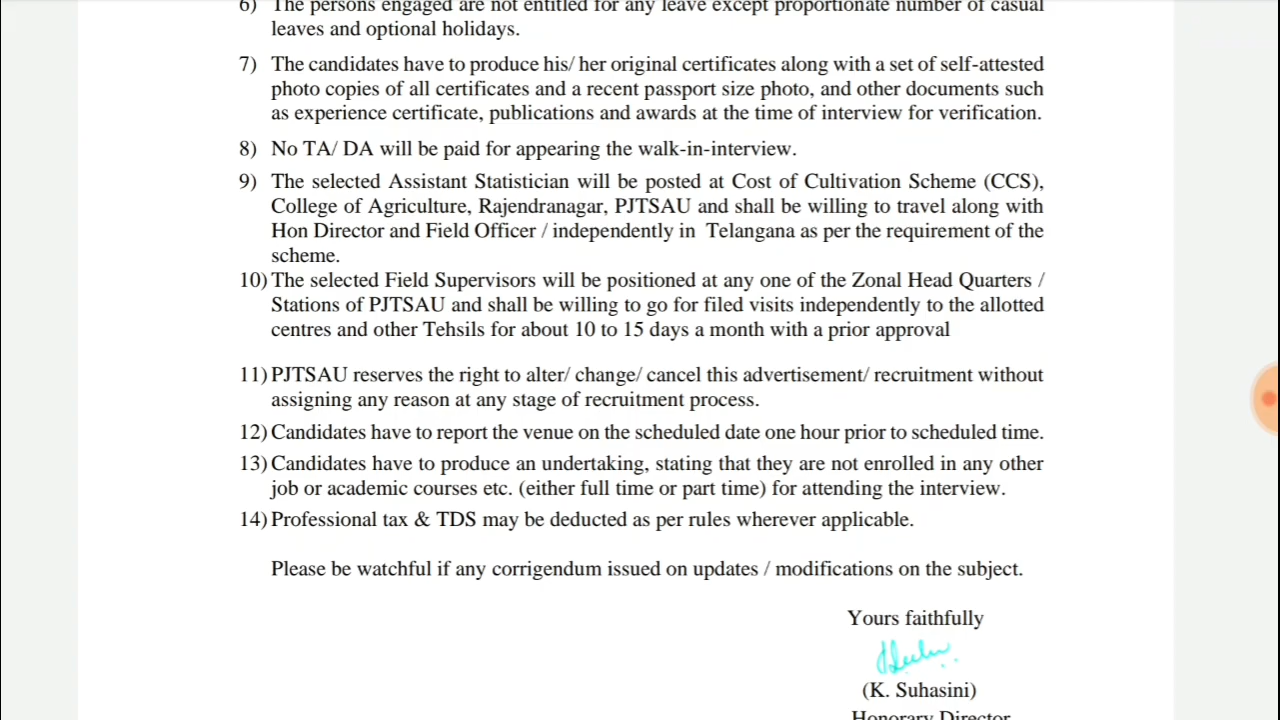 6) The persons engaged are not entitled for any leave except proportionate number of casual
leaves and optional holidays.
7) The candidates have to produce his/ her original certificates along with a set of self-attested
photo copies of all certificates and a recent passport size photo, and other documents such
as experience certificate, publications and awards at the time of interview for verification.
8) No TA/ DA will be paid for appearing the walk-in-interview.
9) The selected Assistant Statistician will be posted at Cost of Cultivation Scheme (CCS),
College of Agriculture, Rajendranagar, PJTSAU and shall be willing to travel along with
Hon Director and Field Officer / independently in Telangana as per the requirement of the
scheme.
10) The selected Field Supervisors will be positioned at any one of the Zonal Head Quarters /
Stations of PJTSAU and shall be willing to go for filed visits independently to the allotted
centres and other Tehsils for about 10 to 15 days a month with a prior approval
11) PJTSAU reserves the right to alter/ change/ cancel this advertisement/ recruitment without
assigning any reason at any stage of recruitment process.
12) Candidates have to report the venue on the scheduled date one hour prior to scheduled time.
13) Candidates have to produce an undertaking, stating that they are not enrolled in any other
job or academic courses etc. (either full time or part time) for attending the interview.
14) Professional tax & TDS may be deducted as per rules wherever applicable.
Please be watchful if any corrigendum issued on updates / modifications on the subject.
Yours faithfully
(K. Suhasini)
Honorary Director